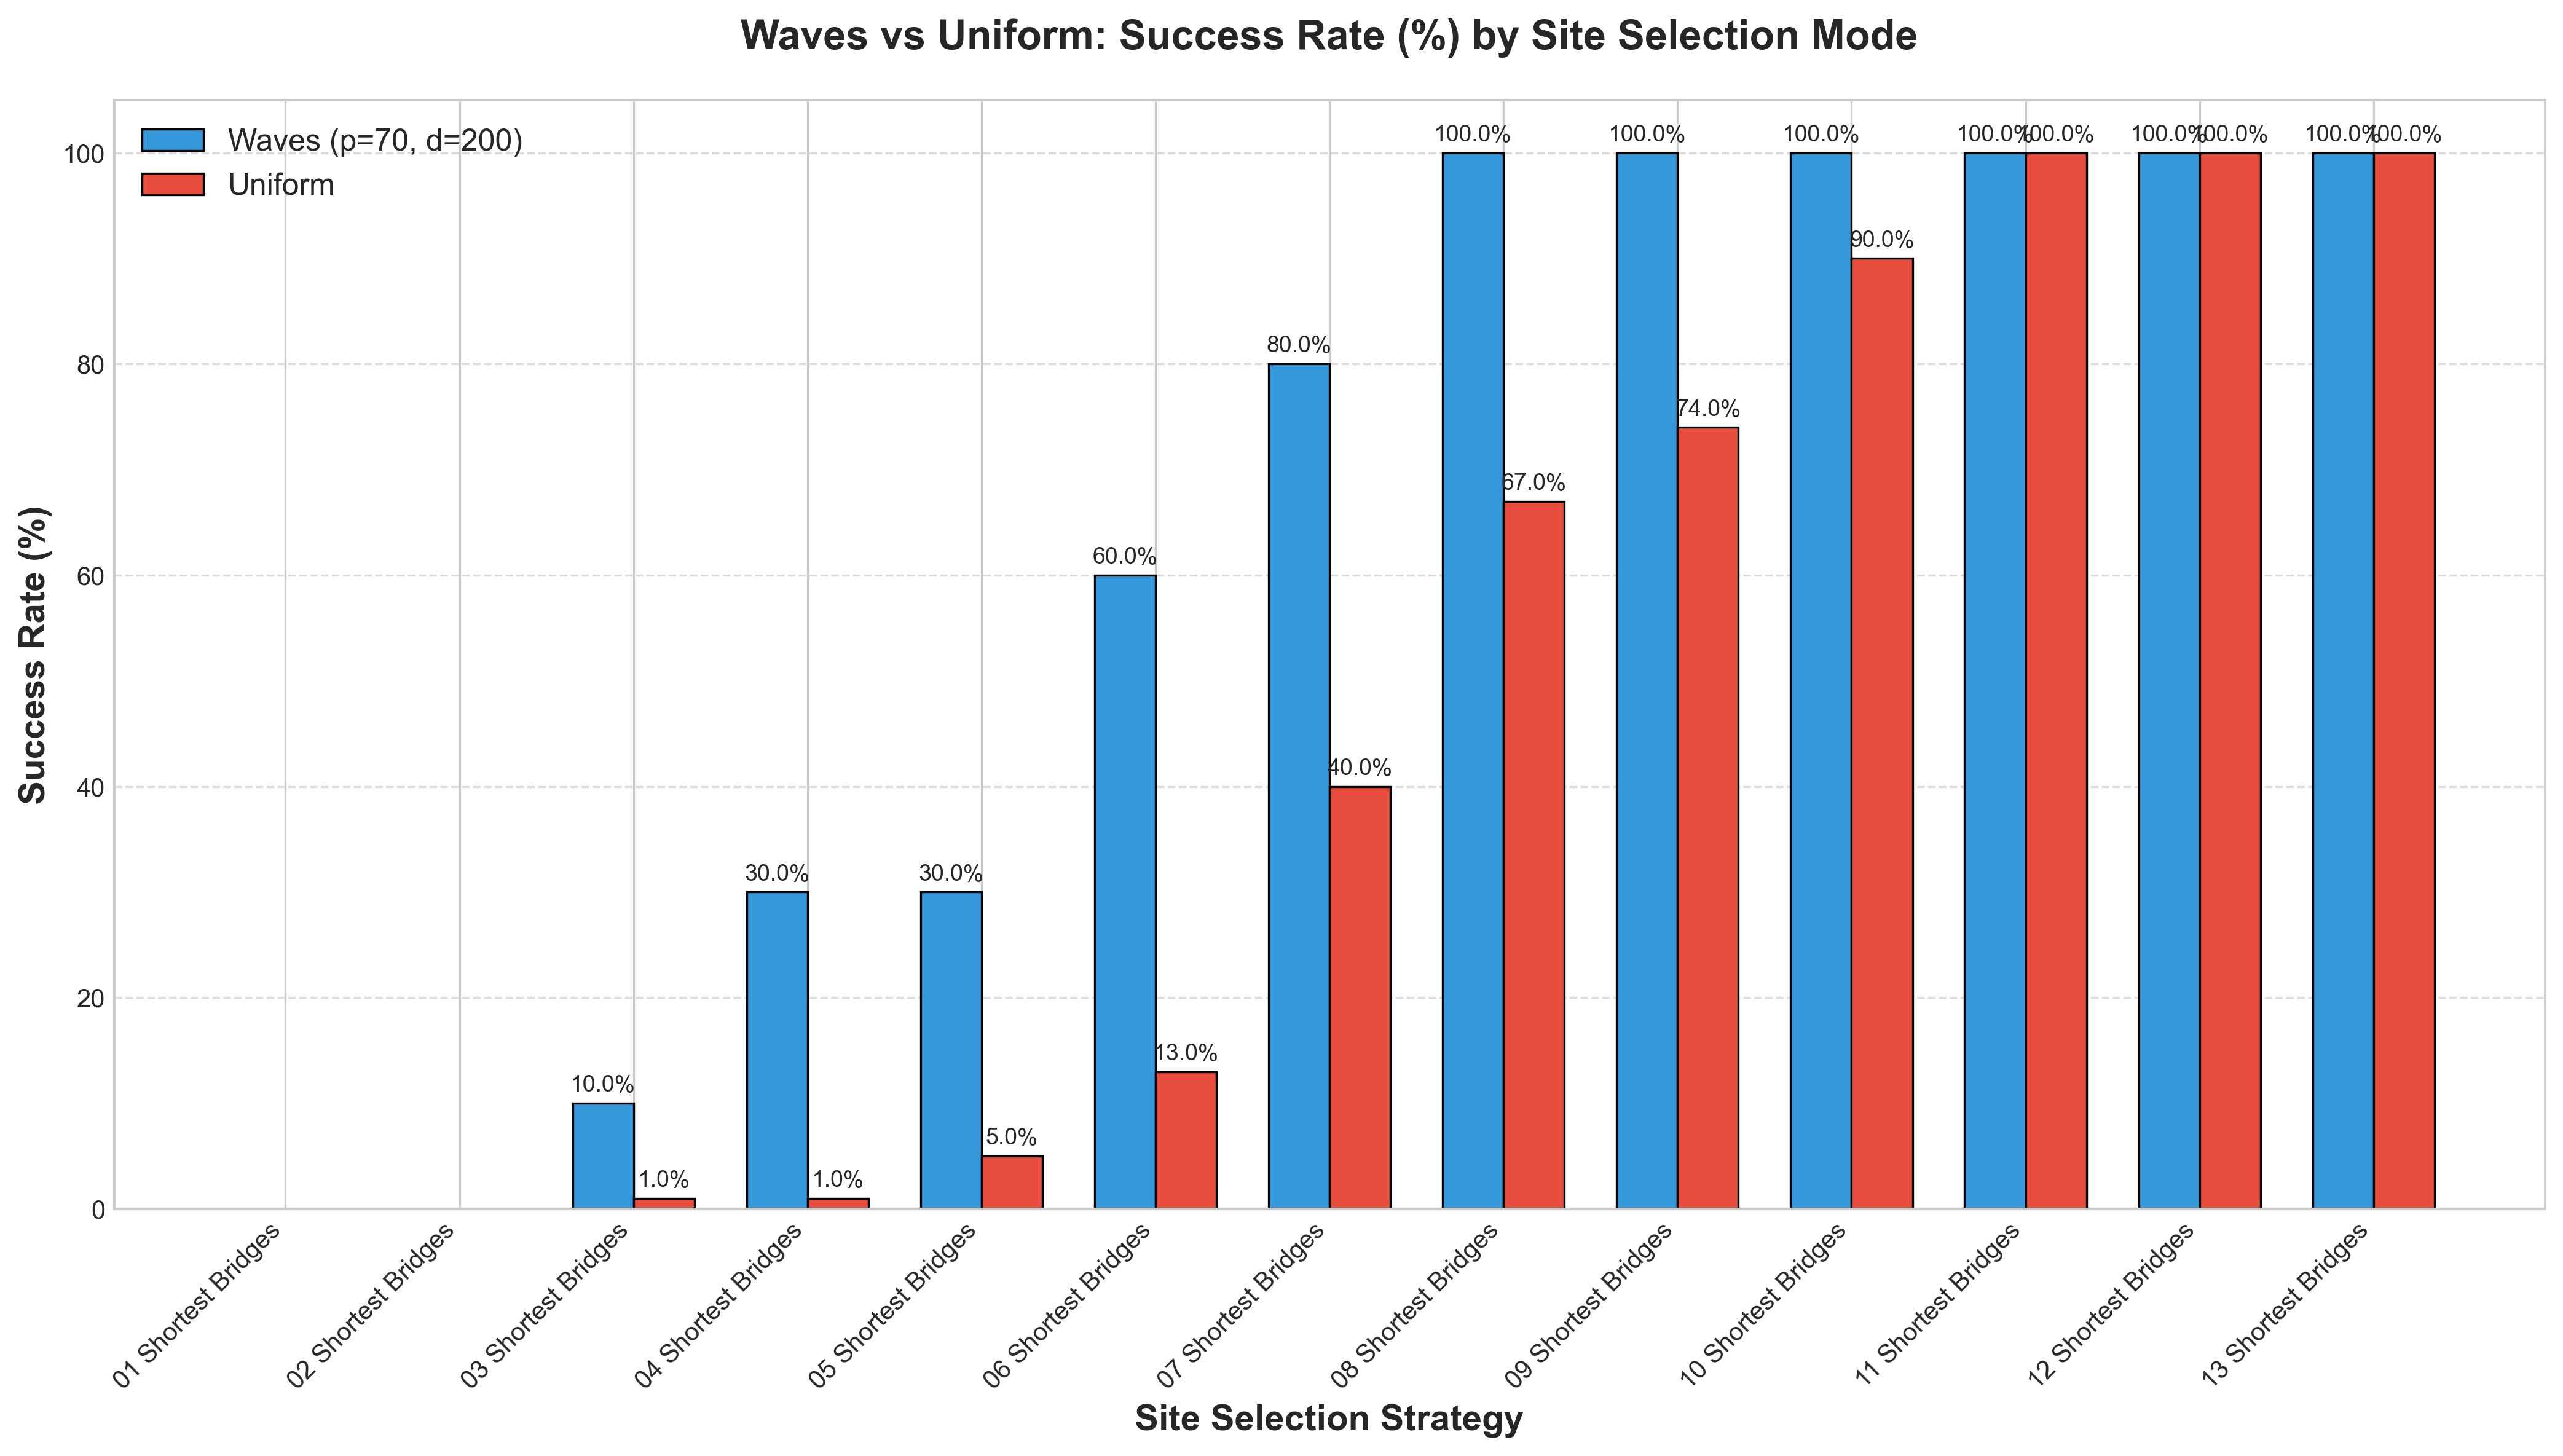 Waves vs Uniform: Success Rate (%) by Site Selection Mode
Waves (p=70, d=200)
Uniform
Success Rate (%)
100
80
60
40
20
0
10.0%
1.0%
30.0%
1.0%
30.0%
5.0%
60.0%
13.0%
80.0%
40.0%
100.0%
67.0%
100.0%
74.0%
100.0%
90.0%
100.0%
100.0%
100.0%
100.0%
100.0%
100.0%
01 Shortest Bridges
02 Shortest Bridges
03 Shortest Bridges
04 Shortest Bridges
05 Shortest Bridges
06 Shortest Bridges
07 Shortest Bridges
08 Shortest Bridges
09 Shortest Bridges
10 Shortest Bridges
11 Shortest Bridges
12 Shortest Bridges
13 Shortest Bridges
Site Selection Strategy